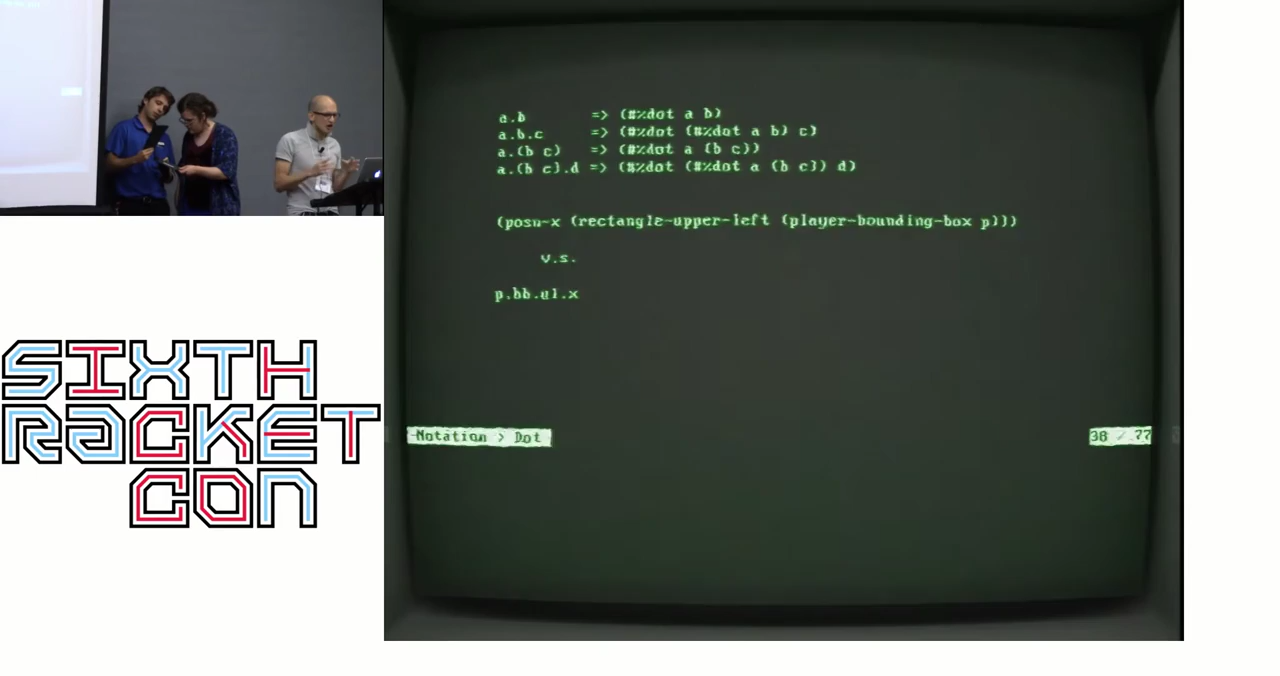 a.b => (#%dot a b)
a.b.c => (#%dot (#%dot a b) c)
a.(b c) => (#%dot a (b c))
a.(b c).d => (#%dot (#%dot a (b c)) d)
(posn-x (rectangle-upper-left (player-bounding-box p)))
v.s.
p.bb.ul.x
Notation > Dot
38 / 77
SIXTH
RACKET
CON